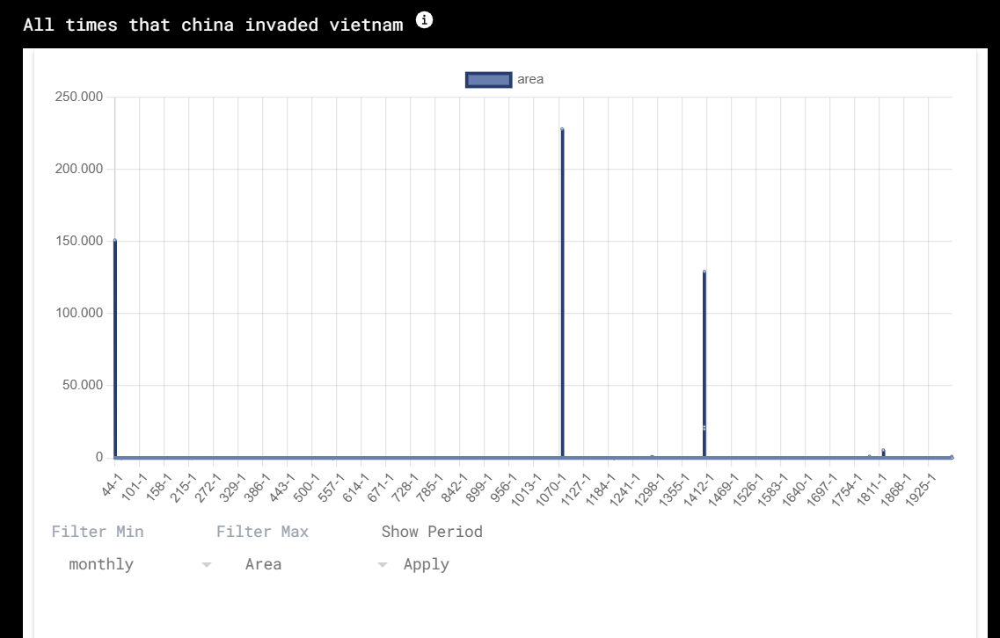 All times that china invaded vietnam
area
250.000
200.000
150.000
100.000
50.000
0
44-1 101-1 158-1 215-1 272-1 329-1 386-1 443-1 500-1 557-1 614-1 671-1 728-1 785-1 842-1 899-1 956-1 1013-1 1070-1 1127-1 1184-1 1241-1 1298-1 1355-1 1412-1 1469-1 1526-1 1583-1 1640-1 1697-1 1754-1 1811-1 1868-1 1925-1
Filter Min Filter Max Show Period
monthly Area Apply